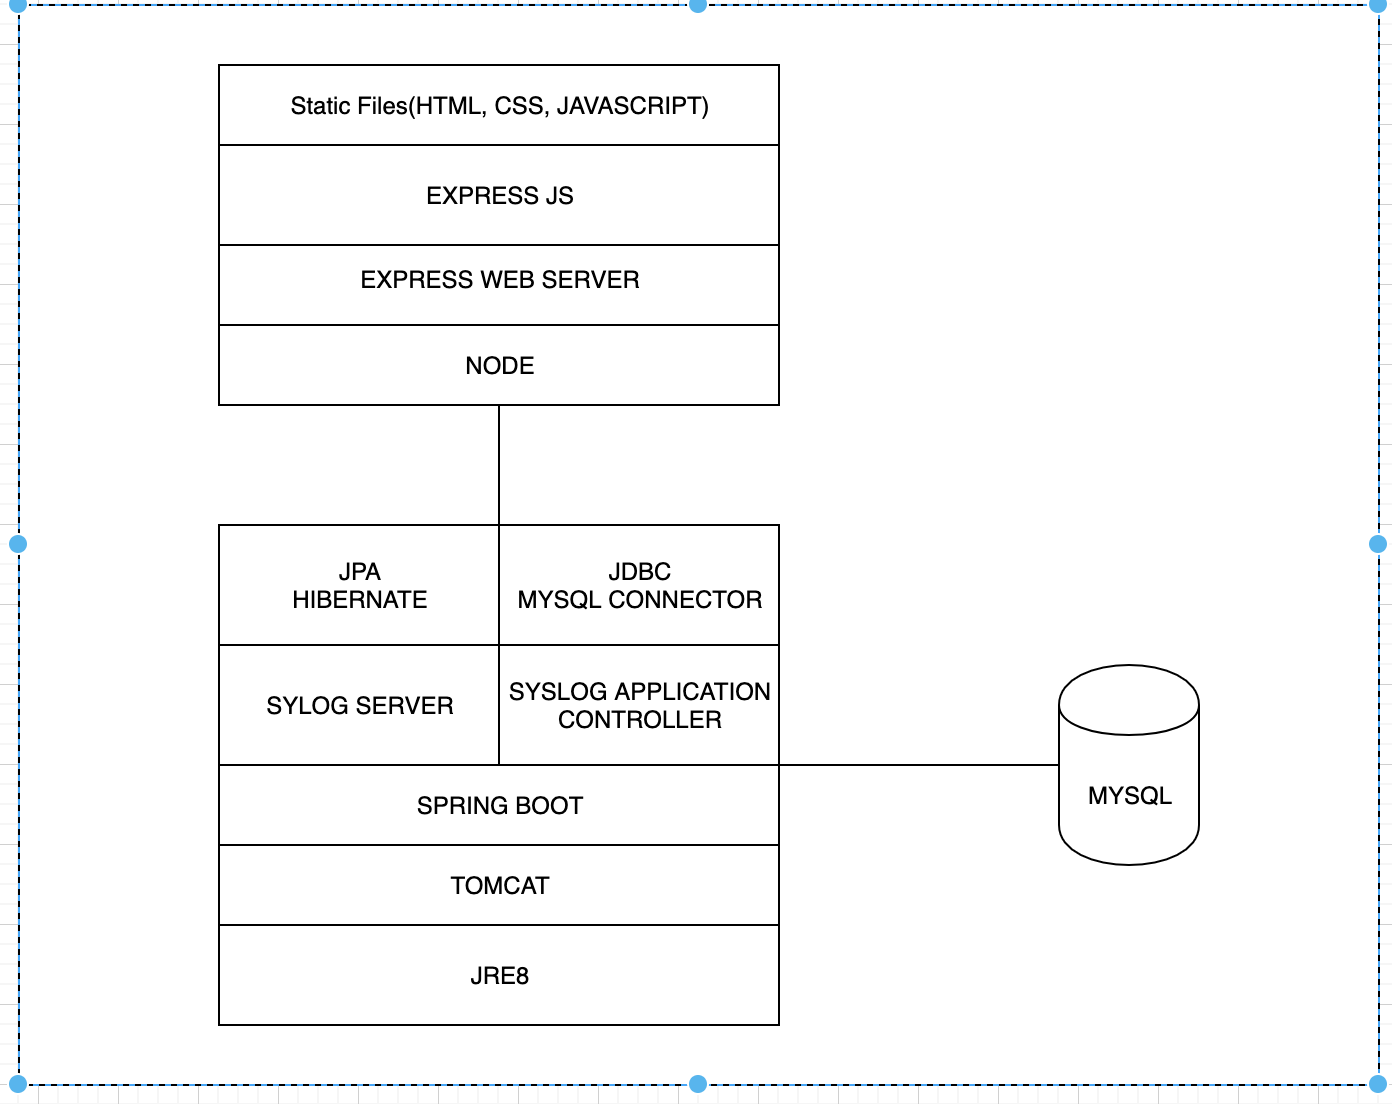 Static Files(HTML, CSS, JAVASCRIPT)
EXPRESS JS
EXPRESS WEB SERVER
NODE
JPA
HIBERNATE
JDBC
MYSQL CONNECTOR
SYLOG SERVER
SYSLOG APPLICATION
CONTROLLER
SPRING BOOT
TOMCAT
JRE8
MYSQL